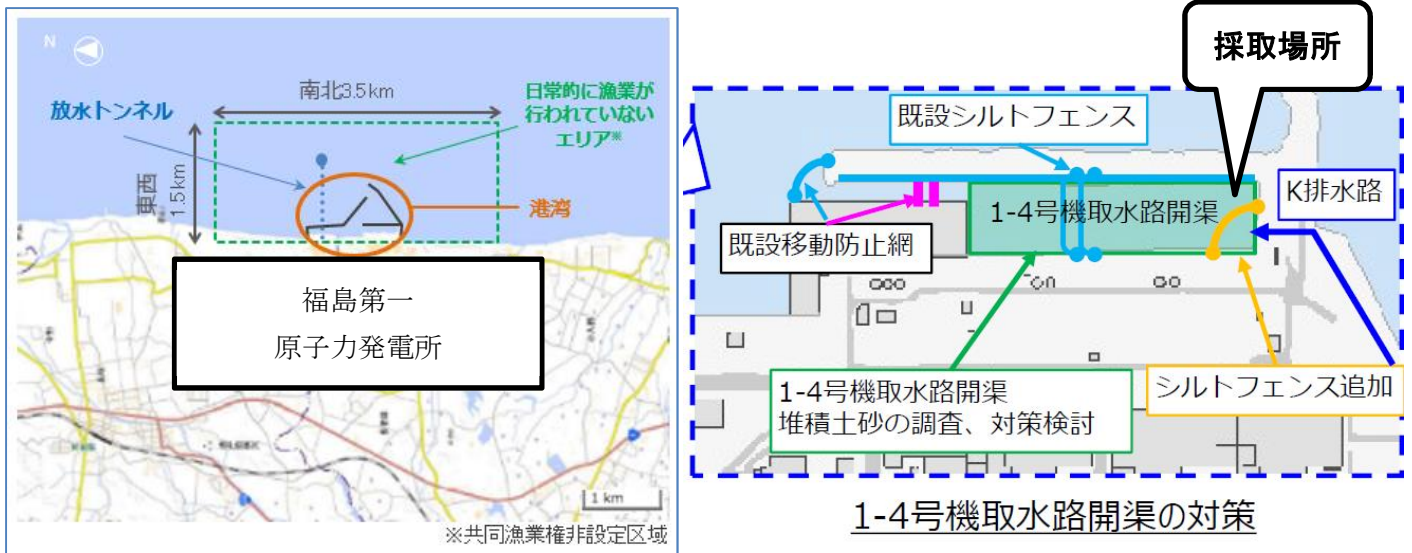 N
南北3.5km
放水トンネル
日常的に漁業が
行われていない
エリア※
東西
1.5km
港湾
福島第一
原子力発電所
1 km
※共同漁業権非設定区域
採取場所
既設シルトフェンス
K排水路
1-4号機取水路開渠
既設移動防止網
1-4号機取水路開渠
堆積土砂の調査、対策検討
シルトフェンス追加
1-4号機取水路開渠の対策